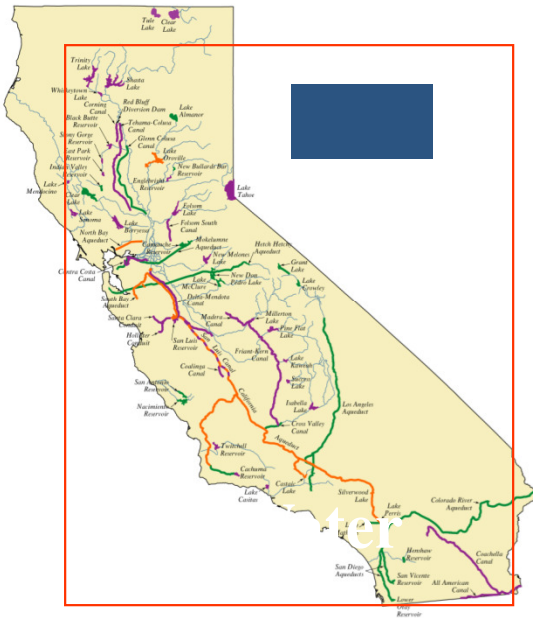 Tule
Lake
Clear
Lake
Trinity
Lake
Shasta
Lake
Whiskeytown
Lake
Corning
Canal
Red Bluff
Diversion Dam
Lake
Almanor
Black Butte
Reservoir
Tehama-Colusa
Canal
Stony Gorge
Reservoir
Glenn Colusa
Canal
East Park
Reservoir
Lake
Oroville
Indian Valley
Reservoir
Englebright
Reservoir
New Bullards Bar
Reservoir
Lake
Mendocino
Clear
Lake
Lake
Tahoe
Lake
Sonoma
Lake
Berryessa
Folsom
Lake
Folsom South
Canal
North Bay
Aqueduct
Camanche
Reservoir
Mokelumne
Aqueduct
Hetch Hetchy
Aqueduct
Contra Costa
Canal
New Melones
Lake
Grant
Lake
New Don
Pedro Lake
Lake
McClure
Lake
Crowley
South Bay
Aqueduct
Delta-Mendota
Canal
Santa Clara
Conduit
Madera
Canal
Millerton
Lake
Hollister
Conduit
San Luis
Reservoir
San Luis Canal
Pine Flat
Lake
Friant-Kern
Canal
Coalinga
Canal
Lake
Kaweah
San Antonio
Reservoir
Success
Lake
Nacimiento
Reservoir
California
Aqueduct
Isabella
Lake
Los Angeles
Aqueduct
Cross Valley
Canal
Twitchell
Reservoir
Cachuma
Reservoir
Castaic
Lake
Silverwood
Lake
Lake
Casitas
Lake
Perris
Colorado River
Aqueduct
Henshaw
Reservoir
Coachella
Canal
San Diego
Aqueducts
San Vicente
Reservoir
All American
Canal
Lower
Otay Reservoir